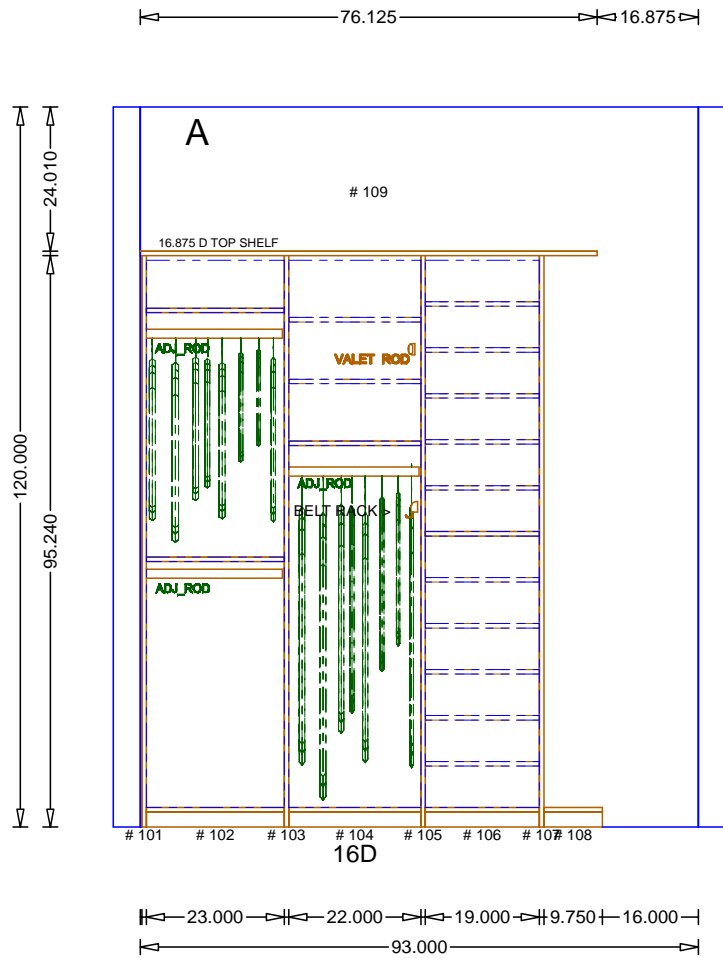 76.125
16.875
A
24.010
# 109
16.875 D TOP SHELF
ADJ_ROD
VALET ROD
120.000
95.240
ADJ_ROD
BELT RACK >
ADJ_ROD
# 101
# 102
# 103
# 104
# 105
# 106
# 107
# 108
16D
23.000
22.000
19.000
9.750
16.000
93.000